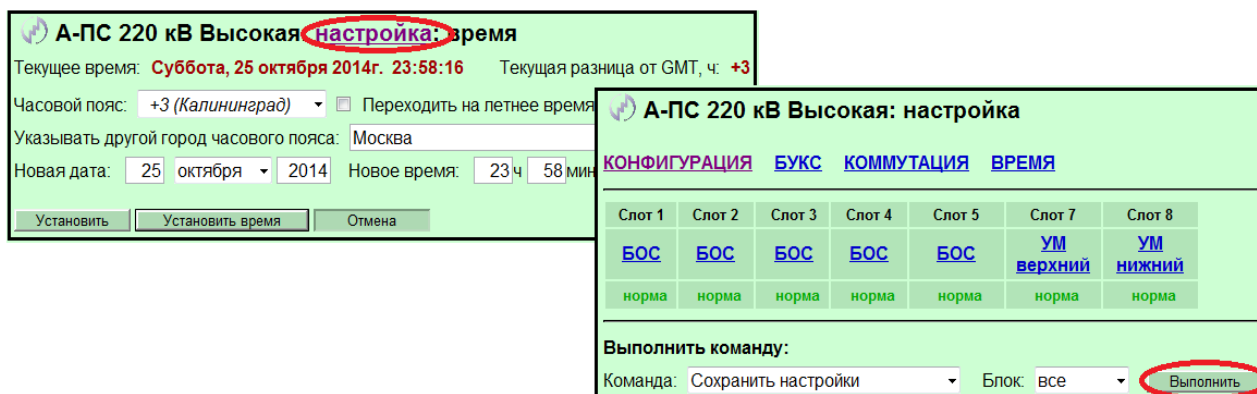 А-ПС 220 кВ Высокая: настройка: время
Текущее время: Суббота, 25 октября 2014г. 23:58:16 Текущая разница от GMT, ч: +3
Часовой пояс: +3 (Калининград) Переходить на летнее время
Указывать другой город часового пояса: Москва
Новая дата: 25 октября 2014 Новое время: 23 ч 58 мин
Установить Установить время Отмена
А-ПС 220 кВ Высокая: настройка
КОНФИГУРАЦИЯ БУКС КОММУТАЦИЯ ВРЕМЯ
Слот 1 Слот 2 Слот 3 Слот 4 Слот 5 Слот 7 Слот 8
БОС БОС БОС БОС БОС УМ верхний УМ нижний
норма норма норма норма норма норма норма
Выполнить команду:
Команда: Сохранить настройки Блок: все Выполнить